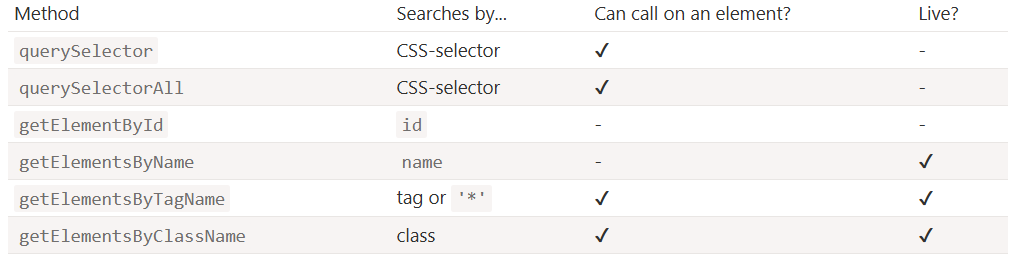 Method Searches by... Can call on an element? Live?
querySelector CSS-selector ✔ -
querySelectorAll CSS-selector ✔ -
getElementById id - -
getElementsByName name - ✔
getElementsByTagName tag or '*' ✔ ✔
getElementsByClassName class ✔ ✔